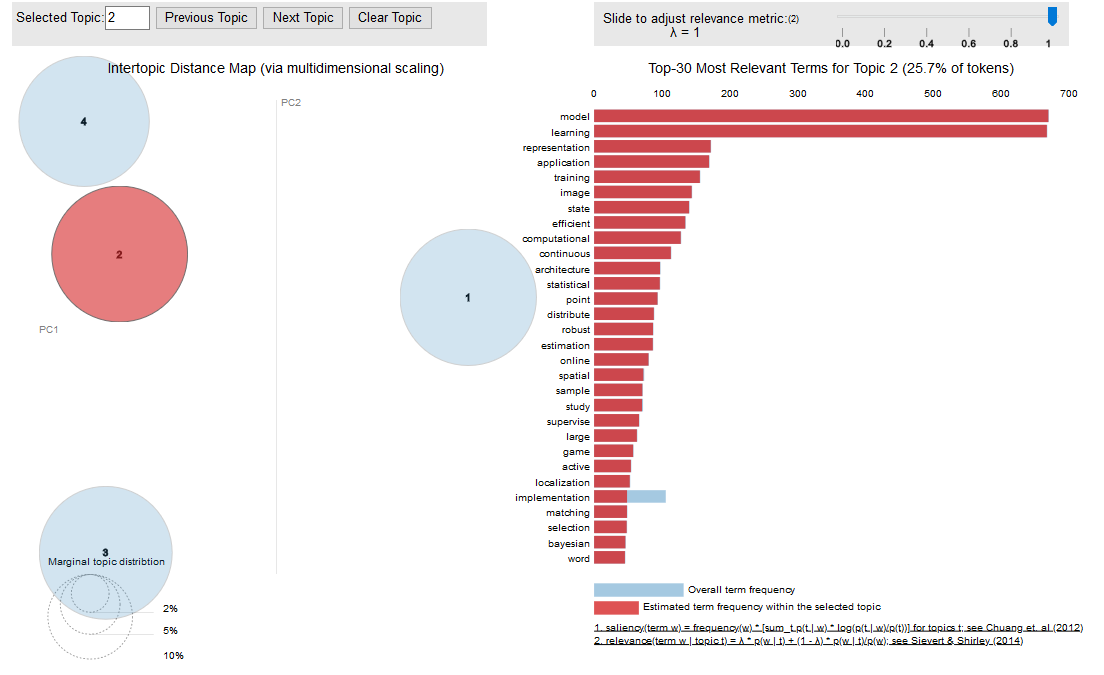 Selected Topic: 2 Previous Topic Next Topic Clear Topic
Slide to adjust relevance metric:(2)
λ = 1
0.0 0.2 0.4 0.6 0.8 1
Intertopic Distance Map (via multidimensional scaling)
PC2
PC1
4
2
1
3
Marginal topic distribtion
2%
5%
10%
Top-30 Most Relevant Terms for Topic 2 (25.7% of tokens)
0 100 200 300 400 500 600 700
model
learning
representation
application
training
image
state
efficient
computational
continuous
architecture
statistical
point
distribute
robust
estimation
online
spatial
sample
study
supervise
large
game
active
localization
implementation
matching
selection
bayesian
word
Overall term frequency
Estimated term frequency within the selected topic
1. saliency(term w) = frequency(w) * [sum_t p(t | w) * log(p(t | w)/p(t))] for topics t; see Chuang et. al (2012)
2. relevance(term w | topic t) = λ * p(w | t) + (1 - λ) * p(w | t)/p(w); see Sievert & Shirley (2014)